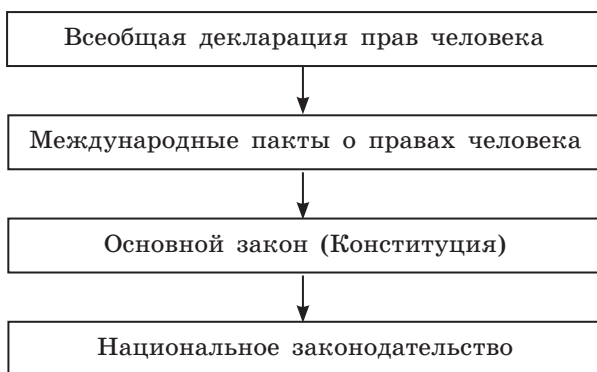 Всеобщая декларация прав человека
Международные пакты о правах человека
Основной закон (Конституция)
Национальное законодательство